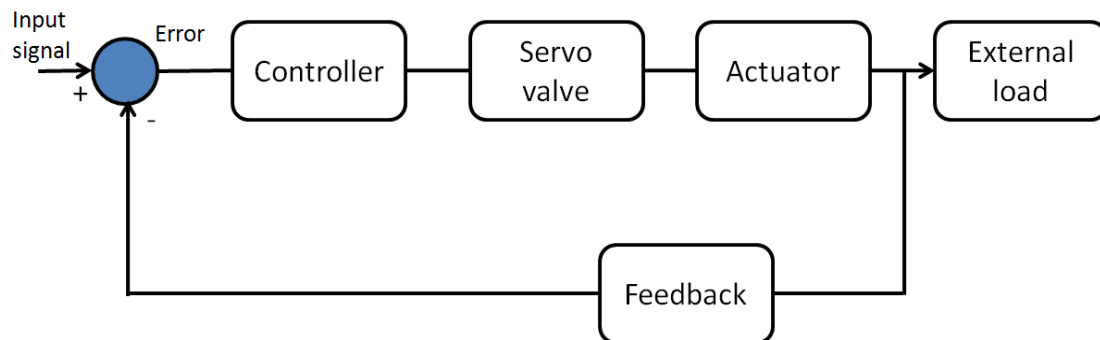 Input
signal
+
Error
-
Controller
Servo
valve
Actuator
External
load
Feedback